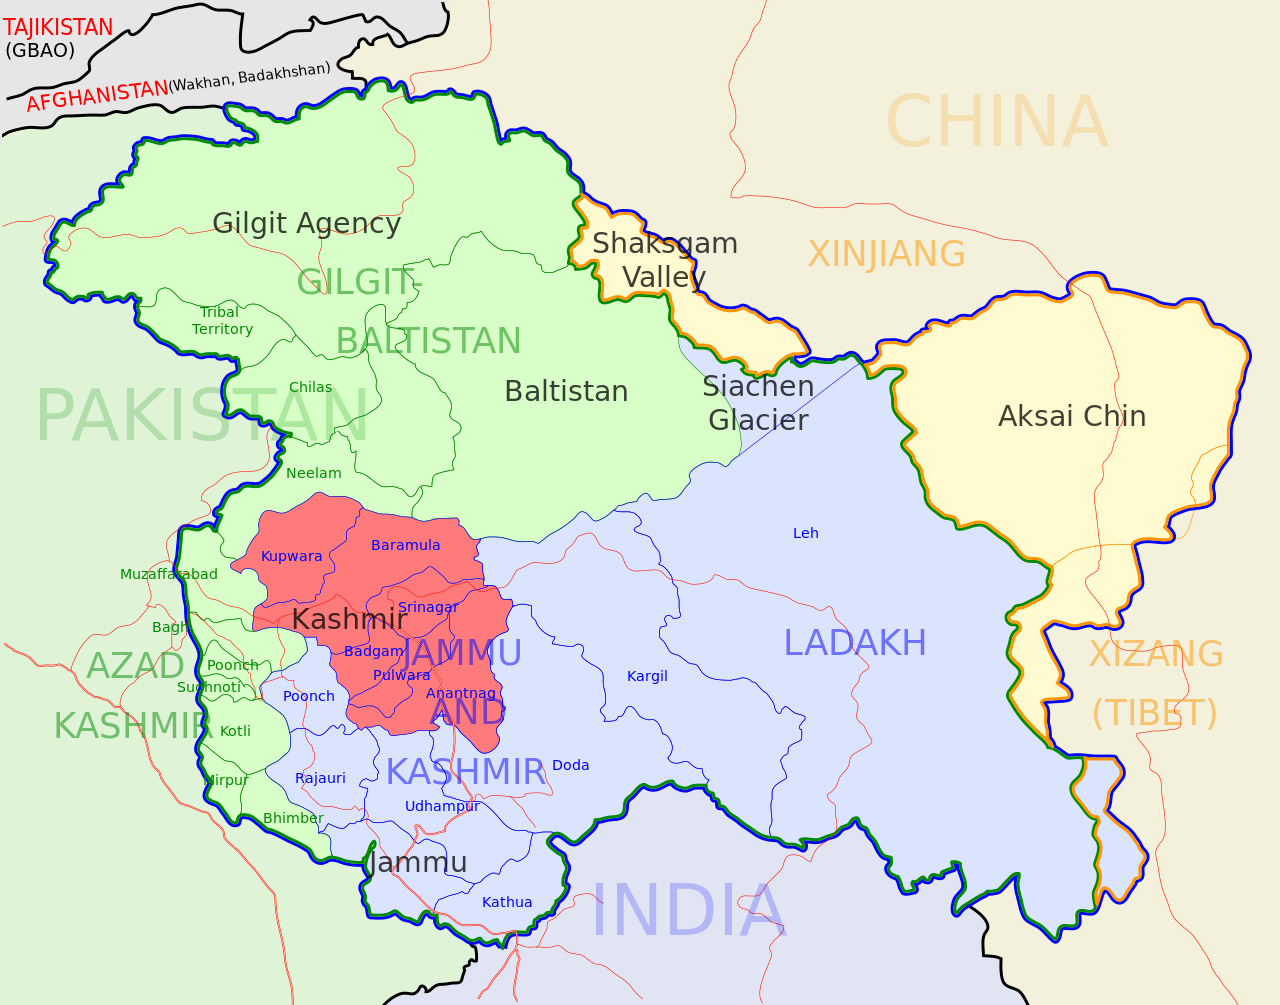 TAJIKISTAN
(GBAO)
AFGHANISTAN (Wakhan, Badakhshan)
CHINA
Gilgit Agency
Shaksgam
Valley
XINJIANG
GILGIT-
BALTISTAN
Tribal
Territory
Chilas
Baltistan
Siachen
Glacier
Aksai Chin
PAKISTAN
Neelam
Leh
Kupwara
Baramula
Muzaffarabad
Srinagar
Kashmir
Bagh
Badgam
JAMMU
AND
KASHMIR
LADAKH
XIZANG
(TIBET)
AZAD
KASHMIR
Poonch
Sudhnoti
Poonch
Pulwara
Anantnag
Kargil
Kotli
Mirpur
Rajauri
Doda
Udhampur
Bhimber
Jammu
Kathua
INDIA